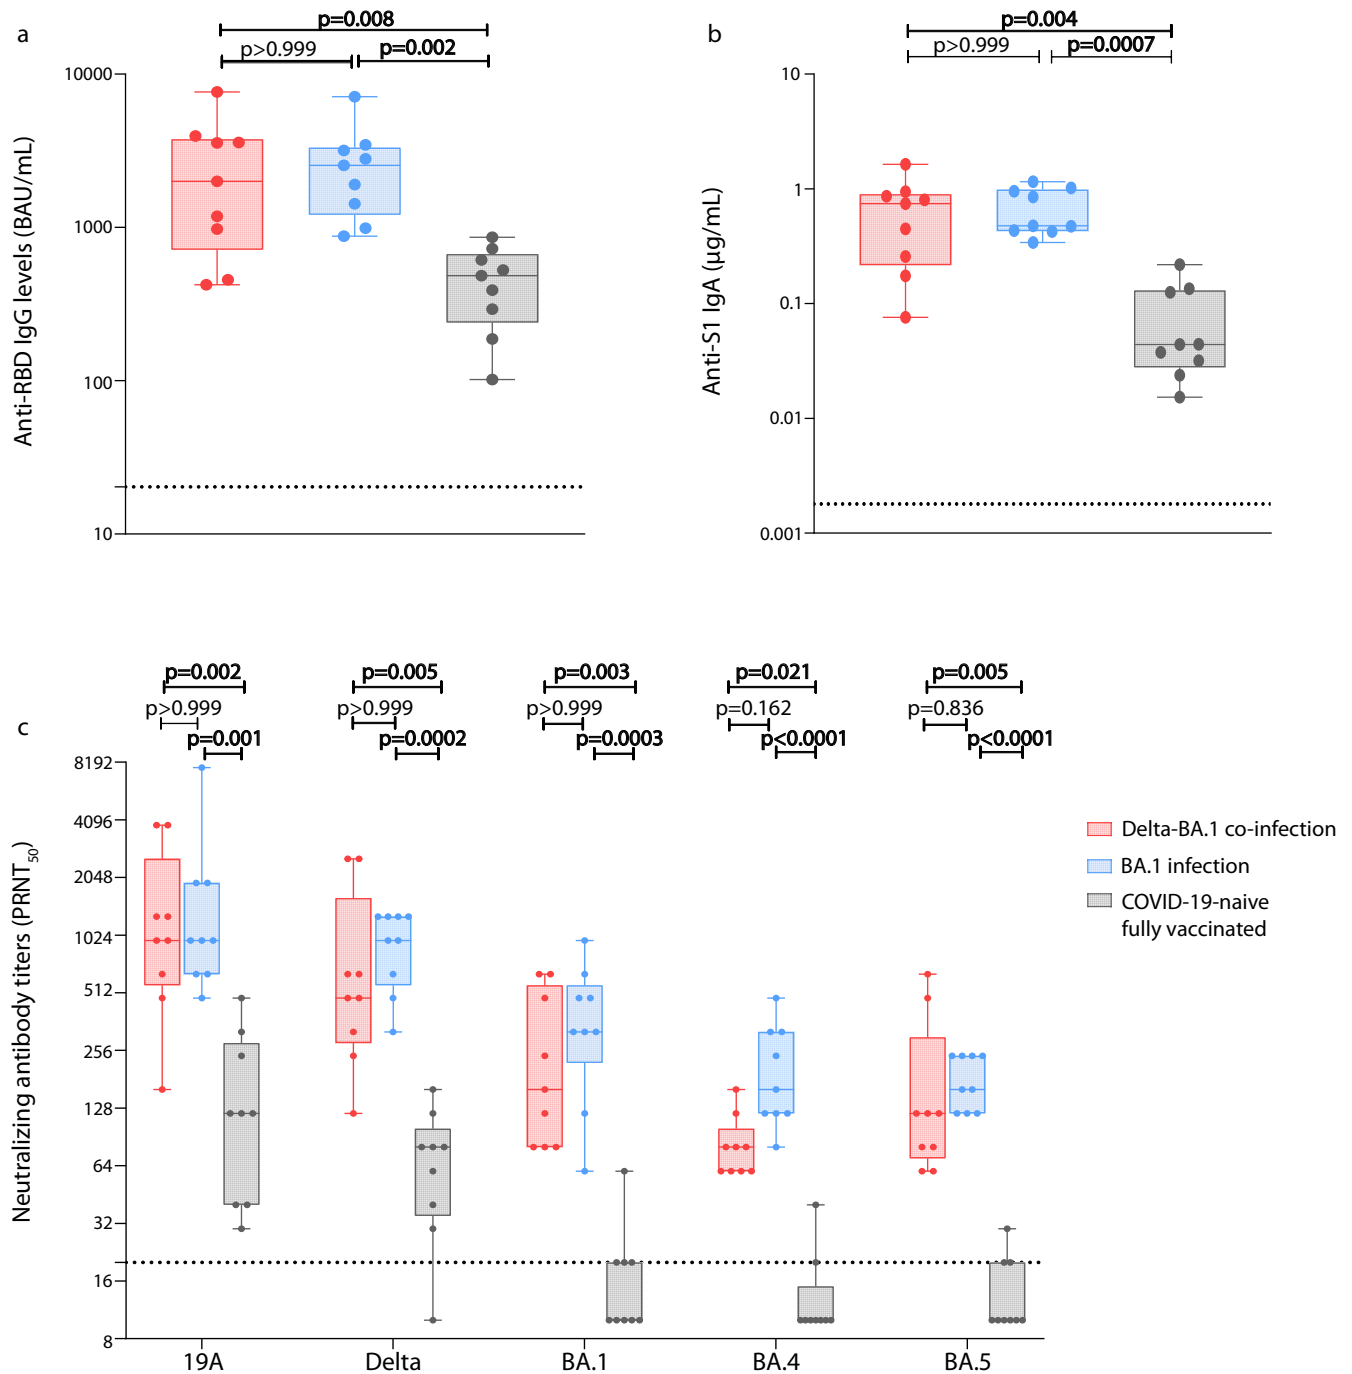 a
p=0.008
p>0.999
p=0.002
10000
1000
100
10
Anti-RBD IgG levels (BAU/mL)
b
p=0.004
p>0.999
p=0.0007
10
1
0.1
0.01
0.001
Anti-S1 IgA (µg/mL)
c
p=0.002
p>0.999
p=0.001
p=0.005
p>0.999
p=0.0002
p=0.003
p>0.999
p=0.0003
p=0.021
p=0.162
p<0.0001
p=0.005
p=0.836
p<0.0001
8192
4096
2048
1024
512
256
128
64
32
16
8
Neutralizing antibody titers (PRNT50)
19A
Delta
BA.1
BA.4
BA.5
Delta-BA.1 co-infection
BA.1 infection
COVID-19-naive
fully vaccinated